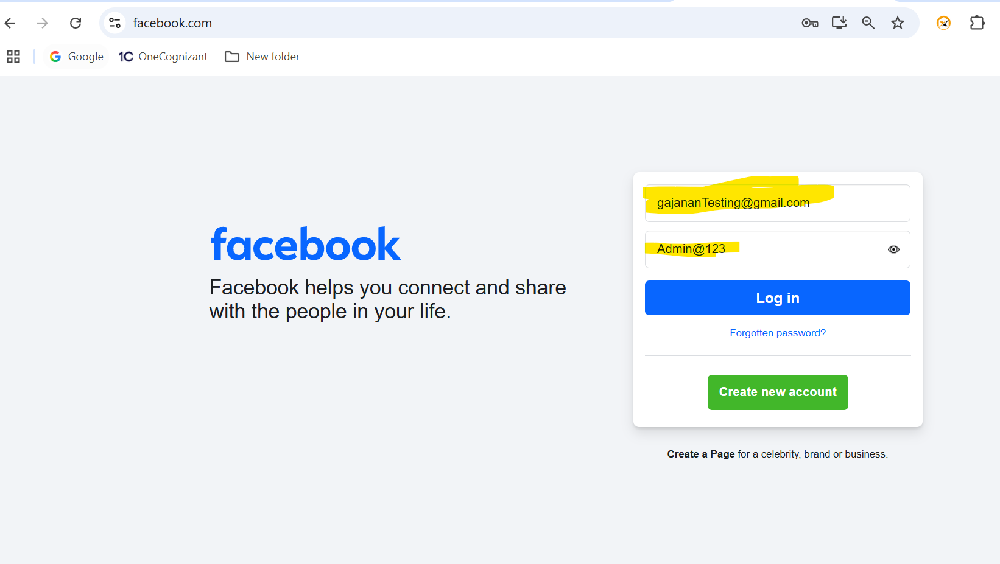 facebook.com
Google
1C OneCognizant
New folder
facebook
Facebook helps you connect and share
with the people in your life.
gajananTesting@gmail.com
Admin@123
Log in
Forgotten password?
Create new account
Create a Page for a celebrity, brand or business.